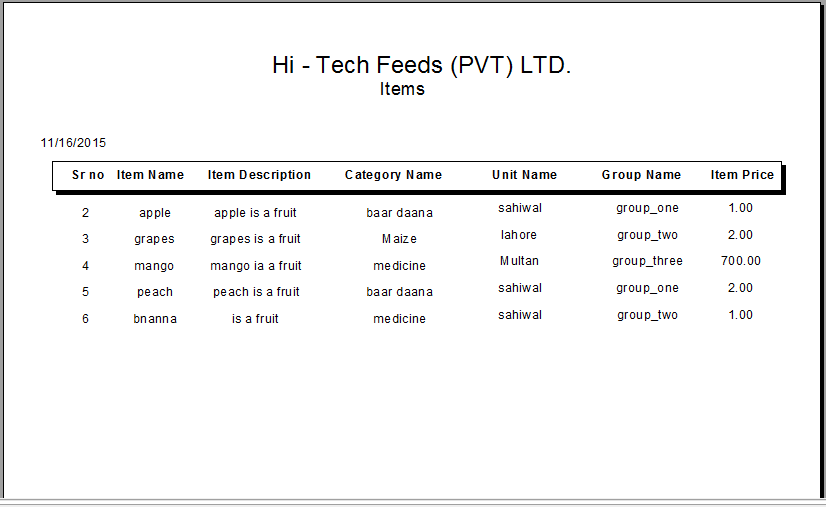 Hi - Tech Feeds (PVT) LTD.
Items
11/16/2015
Sr no Item Name Item Description Category Name Unit Name Group Name Item Price
2 apple apple is a fruit baar daana sahiwal group_one 1.00
3 grapes grapes is a fruit Maize lahore group_two 2.00
4 mango mango ia a fruit medicine Multan group_three 700.00
5 peach peach is a fruit baar daana sahiwal group_one 2.00
6 bnanna is a fruit medicine sahiwal group_two 1.00